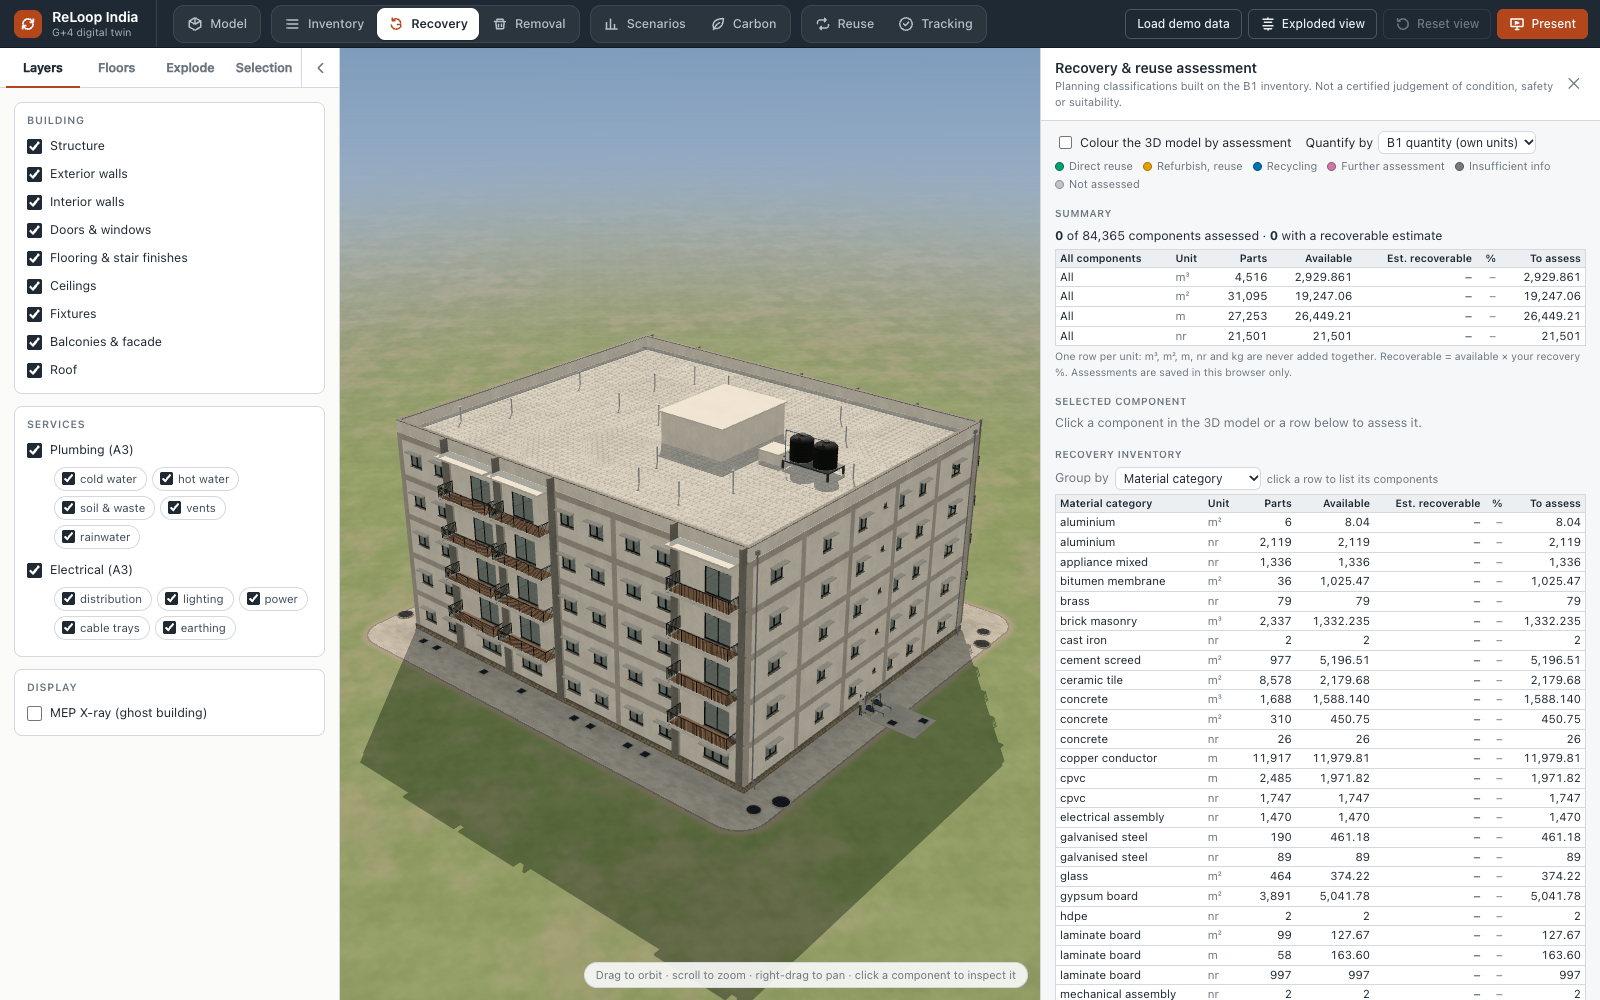 ReLoop India
G+4 digital twin
Model
Inventory
Recovery
Removal
Scenarios
Carbon
Reuse
Tracking
Load demo data
Exploded view
Reset view
Present
Layers
Floors
Explode
Selection
BUILDING
Structure
Exterior walls
Interior walls
Doors & windows
Flooring & stair finishes
Ceilings
Fixtures
Balconies & facade
Roof
SERVICES
Plumbing (A3)
cold water
hot water
soil & waste
vents
rainwater
Electrical (A3)
distribution
lighting
power
cable trays
earthing
DISPLAY
MEP X-ray (ghost building)
Drag to orbit · scroll to zoom · right-drag to pan · click a component to inspect it
Recovery & reuse assessment
Planning classifications built on the B1 inventory. Not a certified judgement of condition, safety
or suitability.
Colour the 3D model by assessment Quantify by B1 quantity (own units)
Direct reuse Refurbish, reuse Recycling Further assessment Insufficient info
Not assessed
SUMMARY
0 of 84,365 components assessed · 0 with a recoverable estimate
All components Unit Parts Available Est. recoverable % To assess
All m³ 4,516 2,929.861 – – 2,929.861
All m² 31,095 19,247.06 – – 19,247.06
All m 27,253 26,449.21 – – 26,449.21
All nr 21,501 21,501 – – 21,501
One row per unit: m³, m², m, nr and kg are never added together. Recoverable = available × your recovery
%. Assessments are saved in this browser only.
SELECTED COMPONENT
Click a component in the 3D model or a row below to assess it.
RECOVERY INVENTORY
Group by Material category click a row to list its components
Material category Unit Parts Available Est. recoverable % To assess
aluminium m² 6 8.04 – – 8.04
aluminium nr 2,119 2,119 – – 2,119
appliance mixed nr 1,336 1,336 – – 1,336
bitumen membrane m² 36 1,025.47 – – 1,025.47
brass nr 79 79 – – 79
brick masonry m³ 2,337 1,332.235 – – 1,332.235
cast iron nr 2 2 – – 2
cement screed m² 977 5,196.51 – – 5,196.51
ceramic tile m² 8,578 2,179.68 – – 2,179.68
concrete m³ 1,688 1,588.140 – – 1,588.140
concrete m² 310 450.75 – – 450.75
concrete nr 26 26 – – 26
copper conductor m 11,917 11,979.81 – – 11,979.81
cpvc m 2,485 1,971.82 – – 1,971.82
cpvc nr 1,747 1,747 – – 1,747
electrical assembly nr 1,470 1,470 – – 1,470
galvanised steel m 190 461.18 – – 461.18
galvanised steel nr 89 89 – – 89
glass m² 464 374.22 – – 374.22
gypsum board m² 3,891 5,041.78 – – 5,041.78
hdpe nr 2 2 – – 2
laminate board m² 99 127.67 – – 127.67
laminate board m 58 163.60 – – 163.60
laminate board nr 997 997 – – 997
mechanical assembly nr 2 2 – – 2